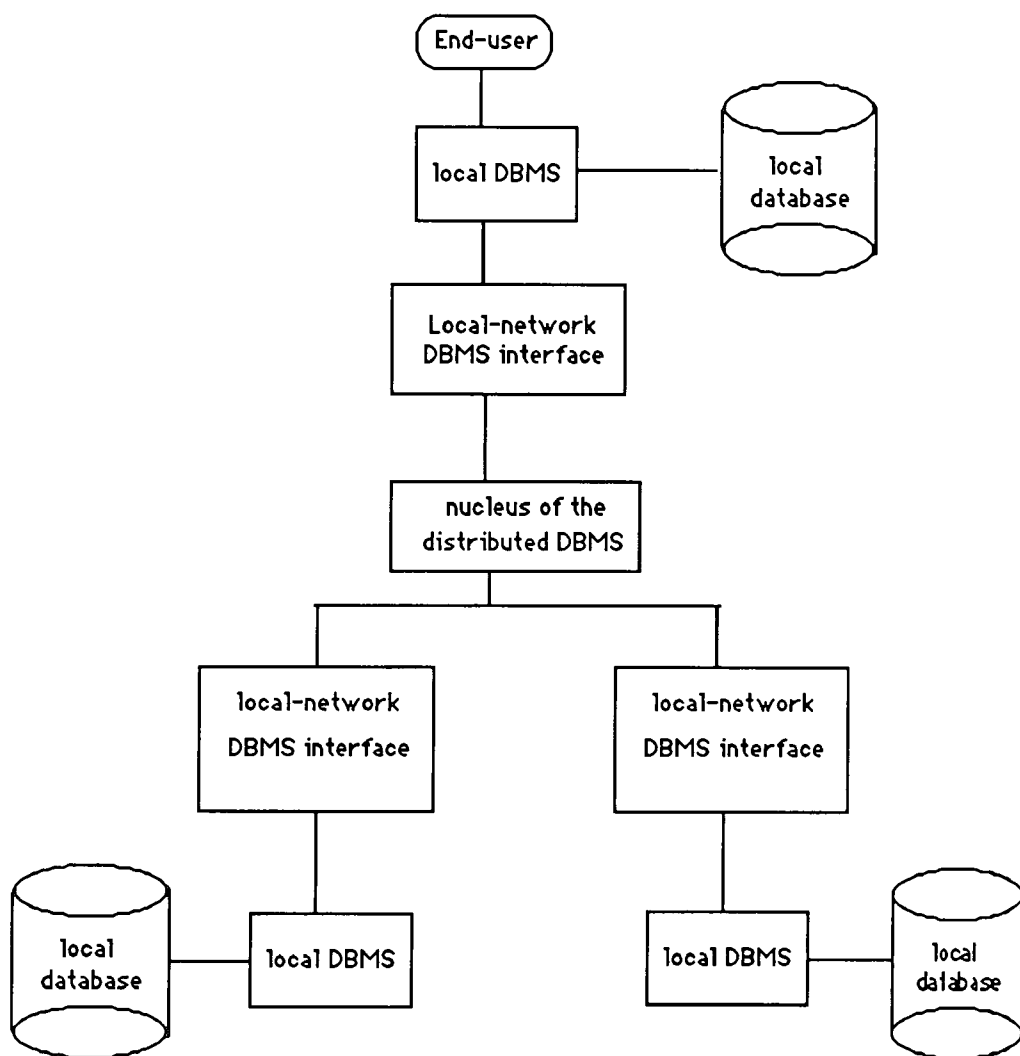 End-user
local DBMS
local
database
Local-network
DBMS interface
nucleus of the
distributed DBMS
local-network
DBMS interface
local-network
DBMS interface
local
database
local DBMS
local DBMS
local
database